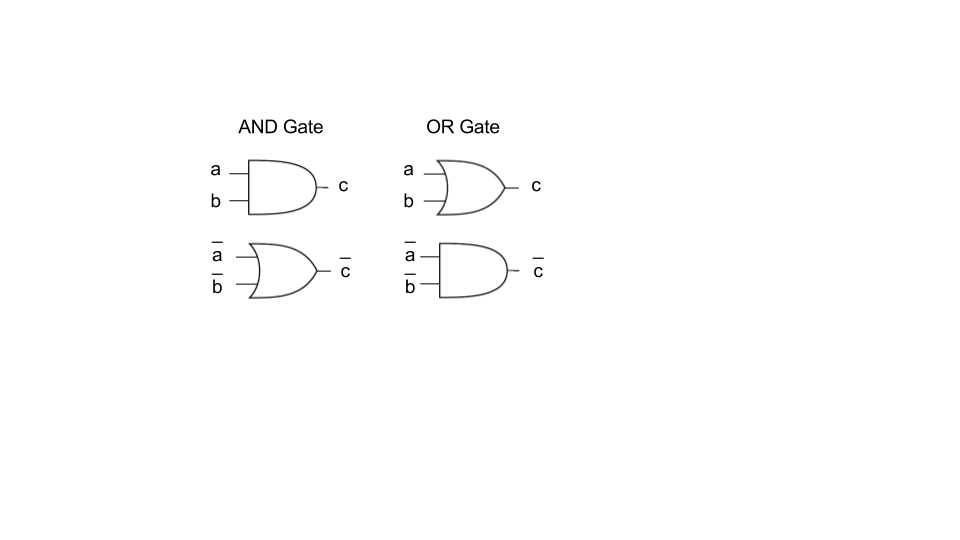 AND Gate OR Gate
a a
c c
b b
a̅ a̅
c̅ c̅
b̅ b̅